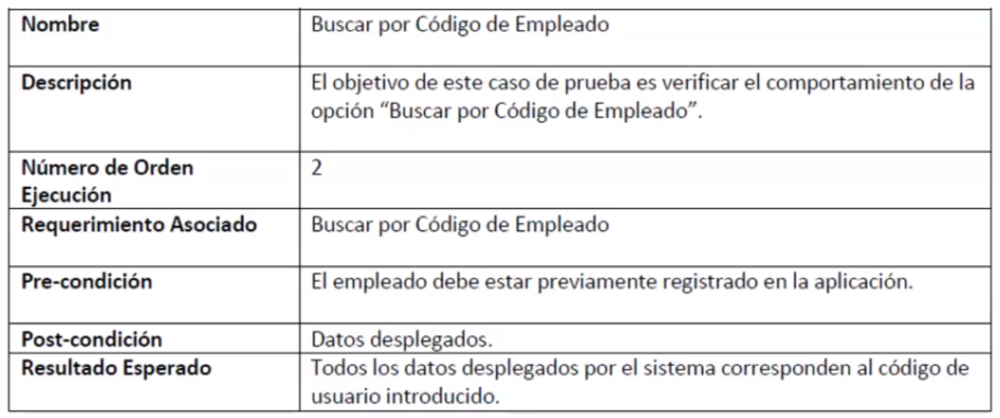 Nombre
Buscar por Código de Empleado
Descripción
El objetivo de este caso de prueba es verificar el comportamiento de la
opción “Buscar por Código de Empleado”.
Número de Orden
Ejecución
2
Requerimiento Asociado
Buscar por Código de Empleado
Pre-condición
El empleado debe estar previamente registrado en la aplicación.
Post-condición
Datos desplegados.
Resultado Esperado
Todos los datos desplegados por el sistema corresponden al código de
usuario introducido.